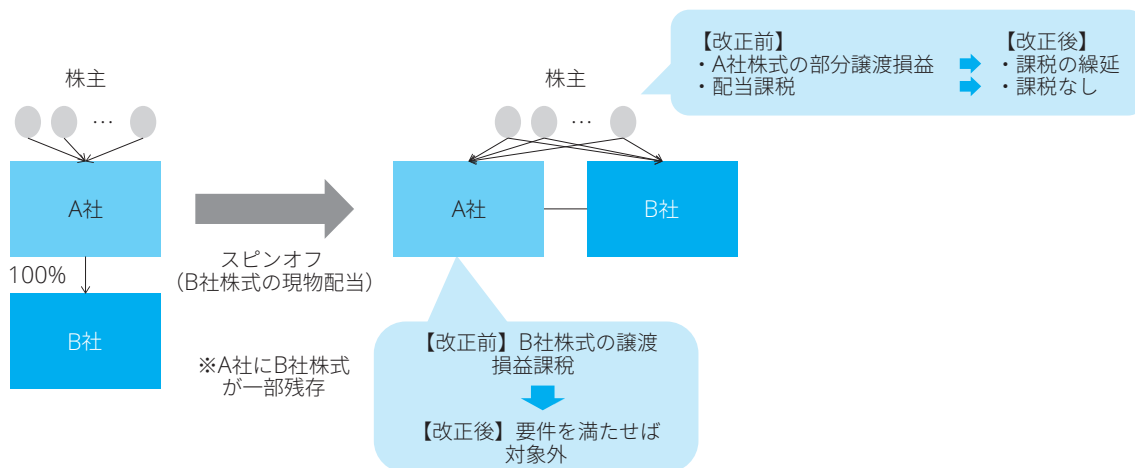 株主
…
A社
100%
B社
スピンオフ
（B社株式の現物配当）
※A社にB社株式
が一部残存
株主
…
A社
B社
【改正前】 【改正後】
・A社株式の部分譲渡損益 ・課税の繰延
・配当課税 ・課税なし
【改正前】B社株式の譲渡
損益課税
【改正後】要件を満たせば
対象外